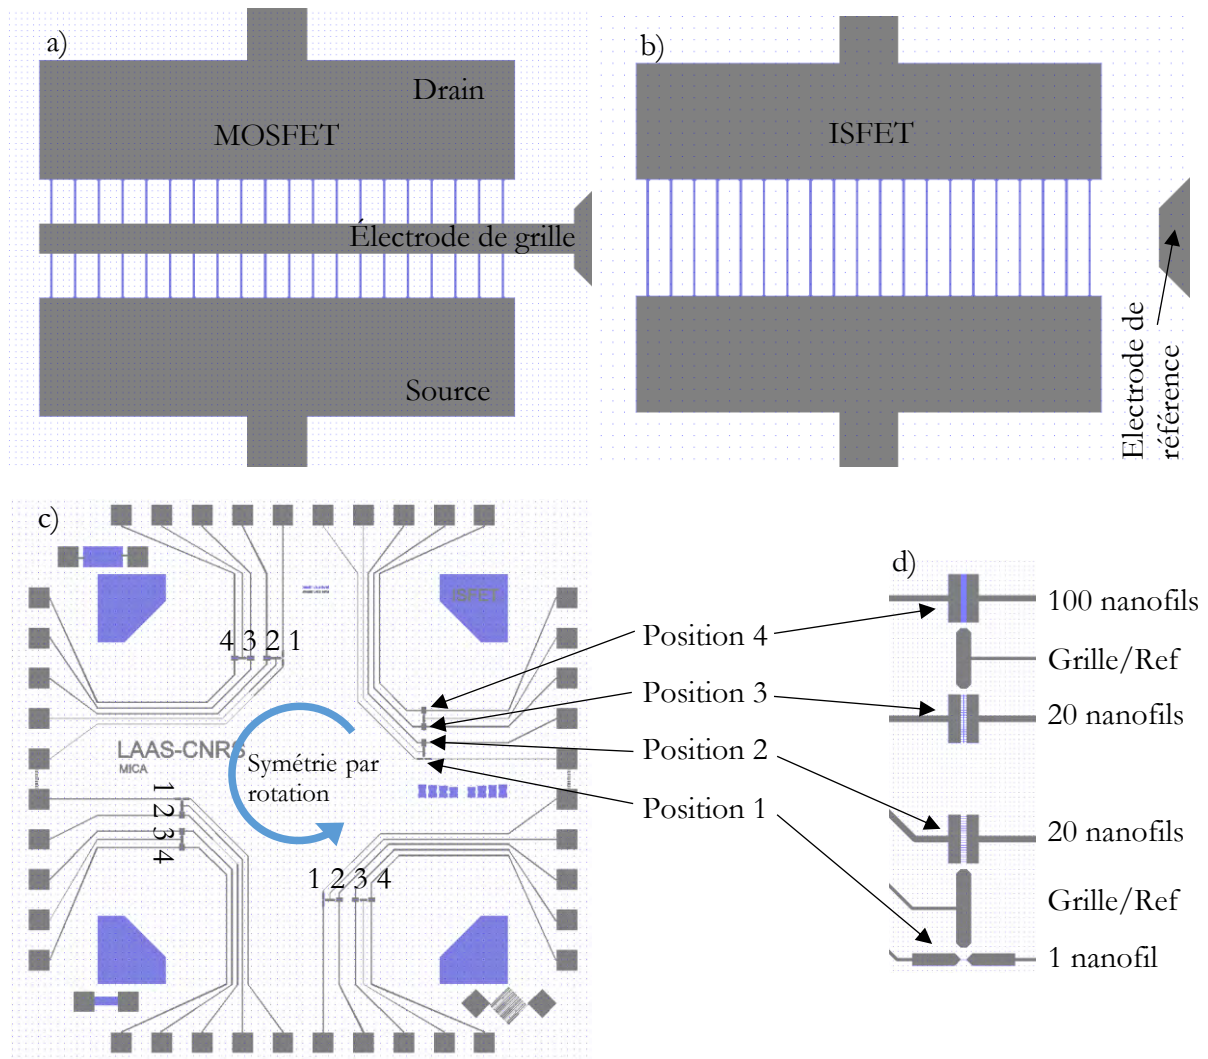 a)
Drain
MOSFET
Électrode de grille
Source
b)
ISFET
Electrode de
référence
c)
ISFET
4 3 2 1
LAAS-CNRS
MICA
Symétrie par
rotation
1
2
3
4
1 2 3 4
Position 4
Position 3
Position 2
Position 1
d)
100 nanofils
Grille/Ref
20 nanofils
20 nanofils
Grille/Ref
1 nanofil